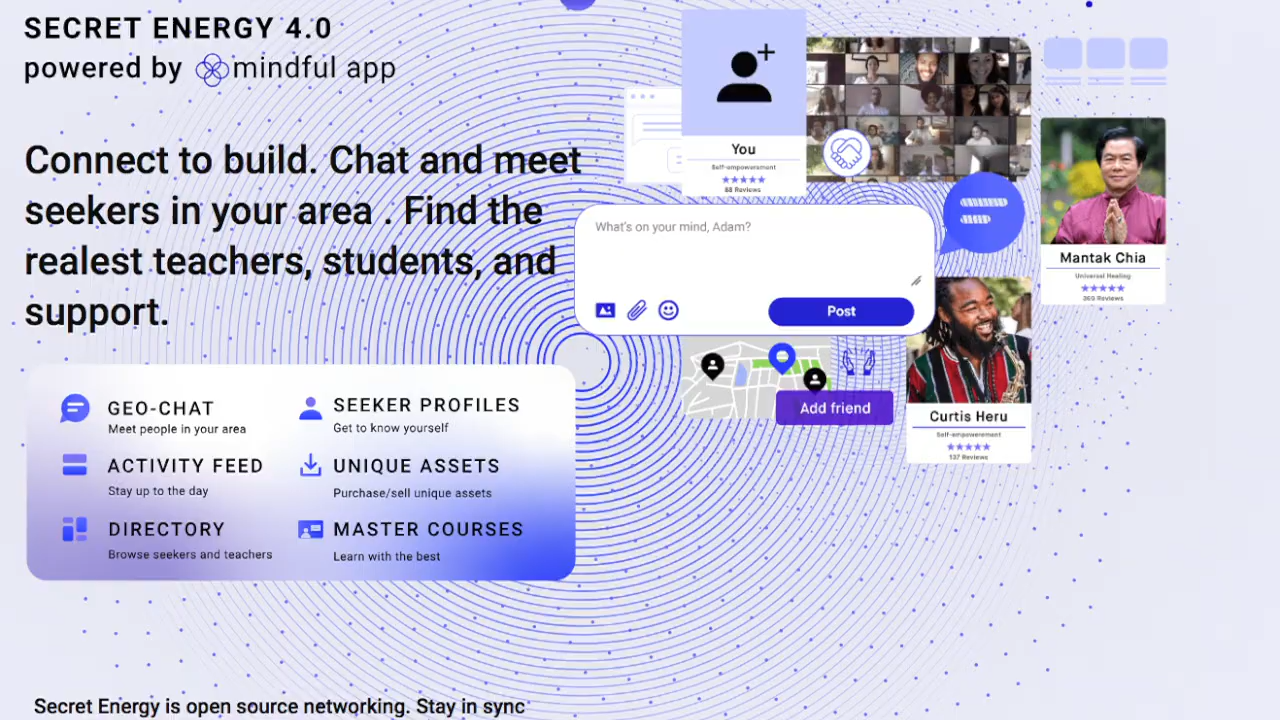 SECRET ENERGY 4.0
powered by mindful app
Connect to build. Chat and meet
seekers in your area . Find the
realest teachers, students, and
support.
GEO-CHAT
Meet people in your area
SEEKER PROFILES
Get to know yourself
ACTIVITY FEED
Stay up to the day
UNIQUE ASSETS
Purchase/sell unique assets
DIRECTORY
Browse seekers and teachers
MASTER COURSES
Learn with the best
You
Self-empowerment
88 Reviews
What's on your mind, Adam?
Post
Mantak Chia
Universal Healing
369 Reviews
Add friend
Curtis Heru
Self-empowerment
137 Reviews
Secret Energy is open source networking. Stay in sync